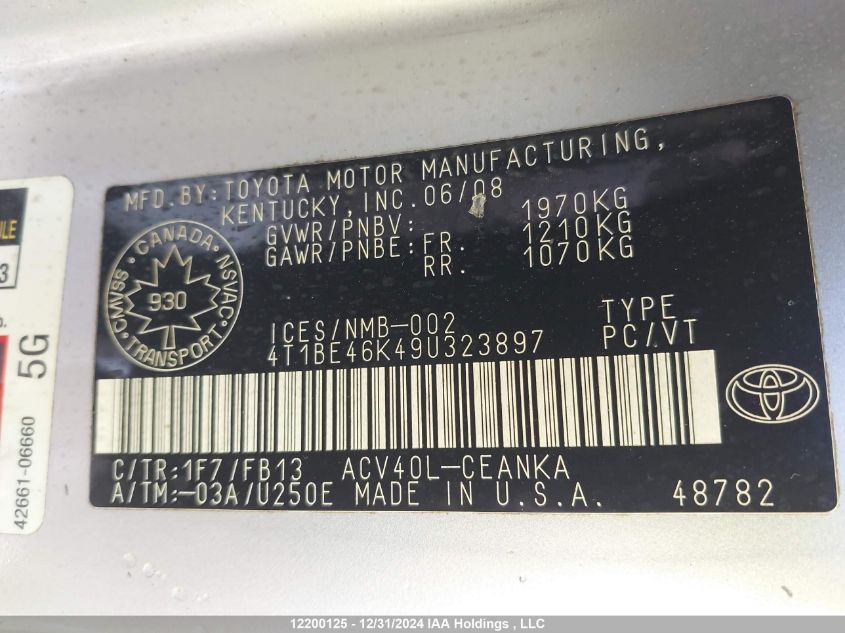 MFD. BY: TOYOTA MOTOR MANUFACTURING,
KENTUCKY, INC. 06/08
GVWR/PNBV: 1970KG
GAWR/PNBE: FR. 1210KG
RR. 1070KG
CANADA
CMVSS NSVAC
930
TRANSPORT
ICES/NMB-002 TYPE
4T1BE46K49U323897 PC/VT
C/TR: 1F7/FB13 ACV40L-CEANKA
A/TM: -03A/U250E MADE IN U.S.A. 48782
3
5G
42661-06660
12200125 - 12/31/2024 IAA Holdings , LLC